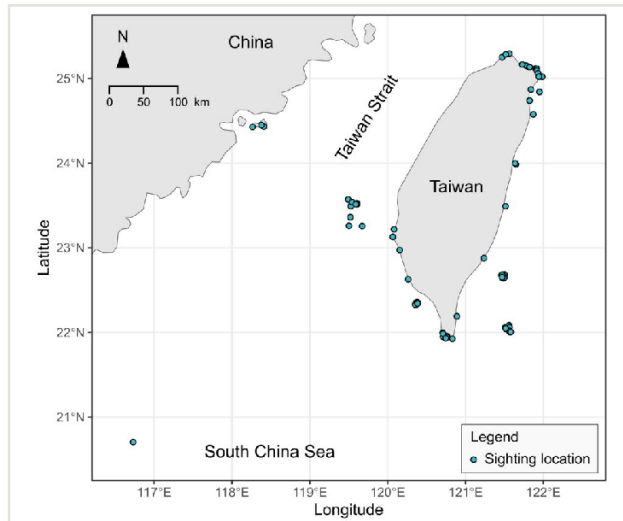 China
N
0 50 100 km
Taiwan Strait
Taiwan
South China Sea
Legend
Sighting location
25°N
24°N
23°N
22°N
21°N
Latitude
117°E 118°E 119°E 120°E 121°E 122°E
Longitude